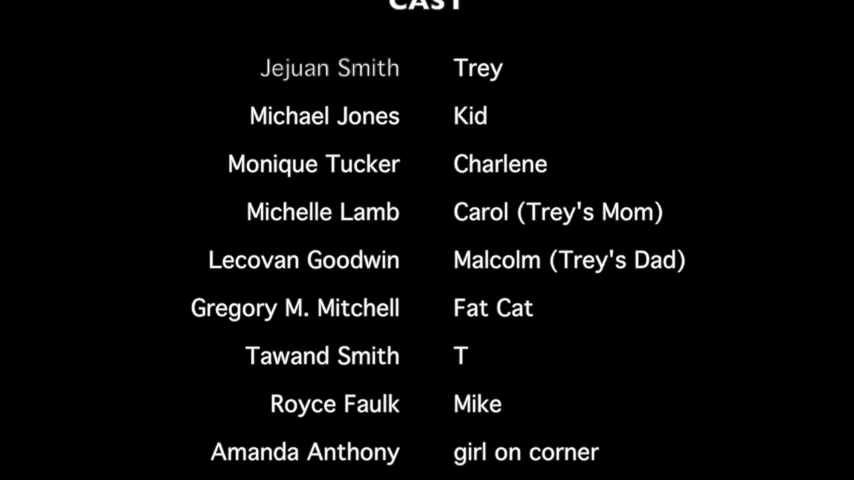 CAST
Jejuan Smith Trey
Michael Jones Kid
Monique Tucker Charlene
Michelle Lamb Carol (Trey's Mom)
Lecovan Goodwin Malcolm (Trey's Dad)
Gregory M. Mitchell Fat Cat
Tawand Smith T
Royce Faulk Mike
Amanda Anthony girl on corner